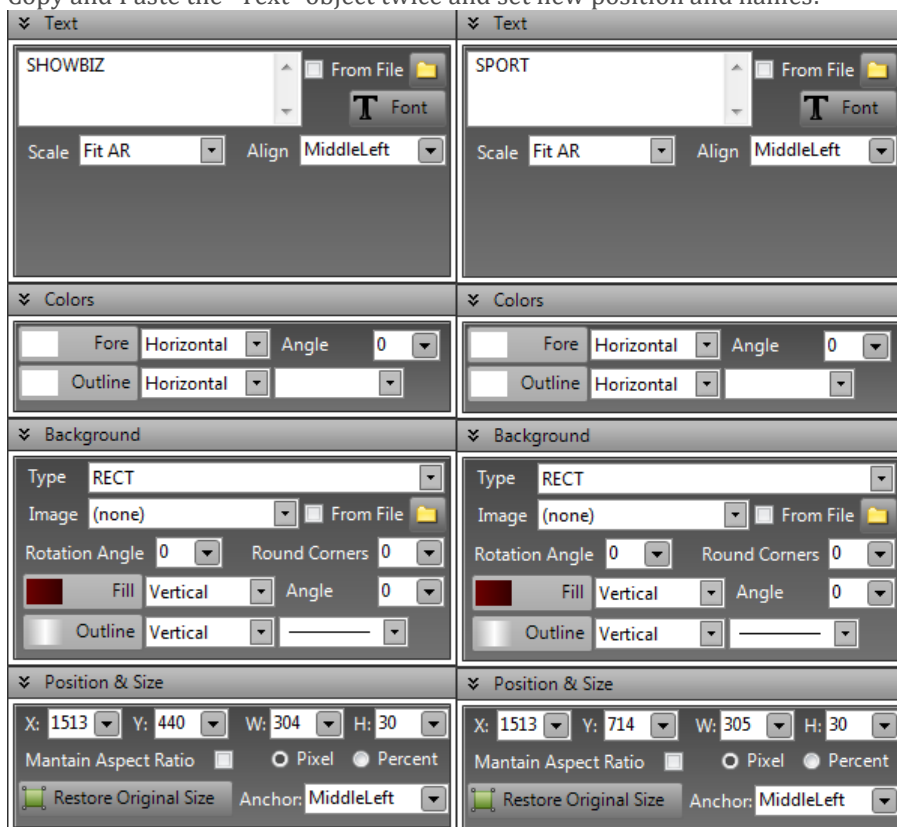 Copy and Paste the "Text" object twice and set new position and names:
Text
SHOWBIZ
From File
Font
Scale Fit AR Align MiddleLeft
Colors
Fore Horizontal Angle 0
Outline Horizontal
Background
Type RECT
Image (none) From File
Rotation Angle 0 Round Corners 0
Fill Vertical Angle 0
Outline Vertical
Position & Size
X: 1513 Y: 440 W: 304 H: 30
Mantain Aspect Ratio Pixel Percent
Restore Original Size Anchor: MiddleLeft
Text
SPORT
From File
Font
Scale Fit AR Align MiddleLeft
Colors
Fore Horizontal Angle 0
Outline Horizontal
Background
Type RECT
Image (none) From File
Rotation Angle 0 Round Corners 0
Fill Vertical Angle 0
Outline Vertical
Position & Size
X: 1513 Y: 714 W: 305 H: 30
Mantain Aspect Ratio Pixel Percent
Restore Original Size Anchor: MiddleLeft